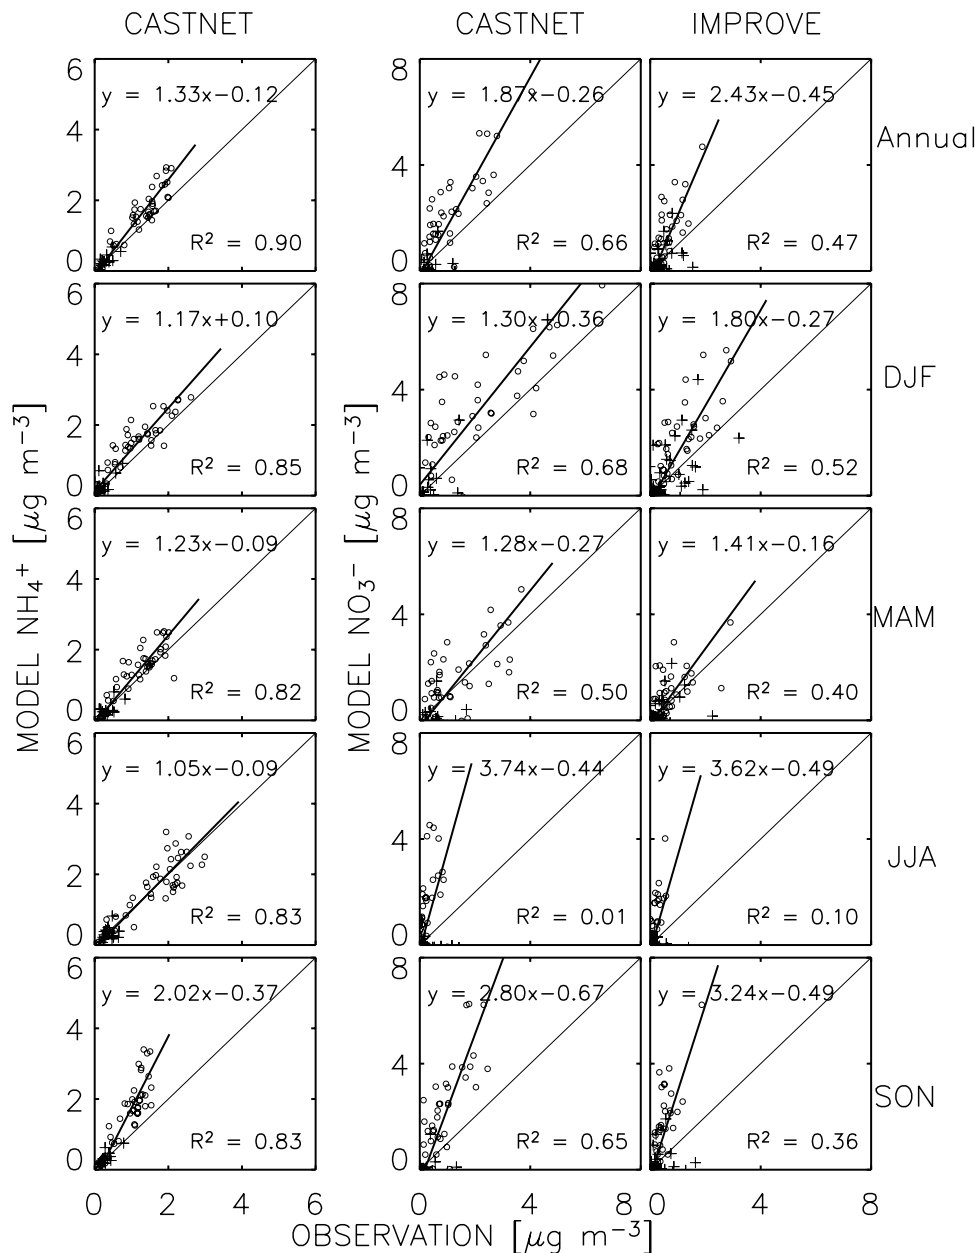 CASTNET CASTNET IMPROVE
6 8
y = 1.33x−0.12 y = 1.87x−0.26 y = 2.43x−0.45
4 4 Annual
2
R² = 0.90 R² = 0.66 R² = 0.47
0 0
6 8
y = 1.17x+0.10 y = 1.30x+0.36 y = 1.80x−0.27
4 4 DJF
2
R² = 0.85 R² = 0.68 R² = 0.52
0 0
6 8
y = 1.23x−0.09 y = 1.28x−0.27 y = 1.41x−0.16
4 4 MAM
2
R² = 0.82 R² = 0.50 R² = 0.40
0 0
6 8
y = 1.05x−0.09 y = 3.74x−0.44 y = 3.62x−0.49
4 4 JJA
2
R² = 0.83 R² = 0.01 R² = 0.10
0 0
6 8
y = 2.02x−0.37 y = 2.80x−0.67 y = 3.24x−0.49
4 4 SON
2
R² = 0.83 R² = 0.65 R² = 0.36
0 0
0 2 4 6 0 4 8 0 4 8
OBSERVATION [μg m⁻³]
MODEL NH₄⁺ [μg m⁻³]
MODEL NO₃⁻ [μg m⁻³]